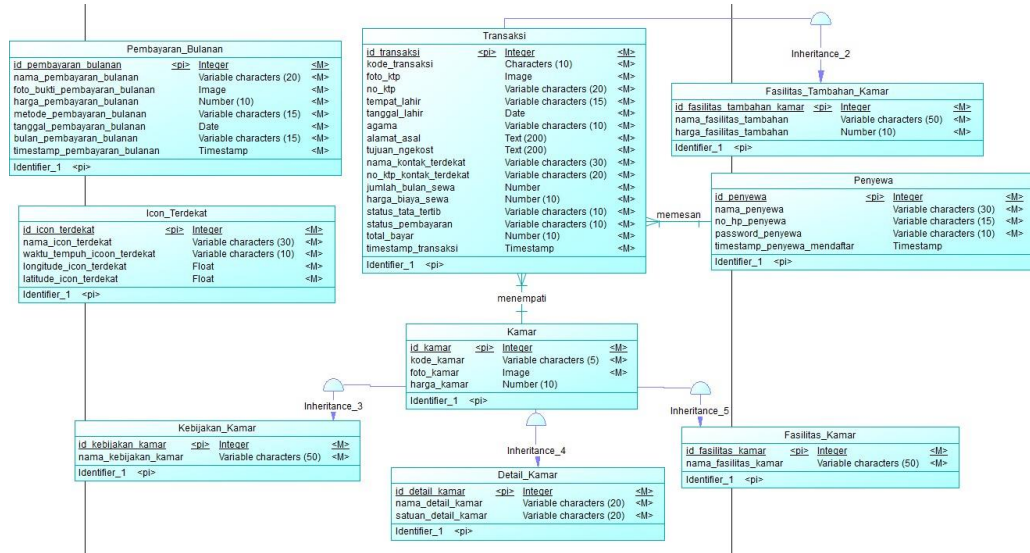 Pembayaran_Bulanan
id_pembayaran_bulanan <pi> Integer <M>
nama_pembayaran_bulanan Variable characters (20) <M>
foto_bukti_pembayaran_bulanan Image <M>
harga_pembayaran_bulanan Number (10) <M>
metode_pembayaran_bulanan Variable characters (15) <M>
tanggal_pembayaran_bulanan Date <M>
bulan_pembayaran_bulanan Variable characters (15) <M>
timestamp_pembayaran_bulanan Timestamp <M>
Identifier_1 <pi>
Transaksi
id_transaksi <pi> Integer <M>
kode_transaksi Characters (10) <M>
foto_ktp Image <M>
no_ktp Variable characters (20) <M>
tempat_lahir Variable characters (15) <M>
tanggal_lahir Date <M>
agama Variable characters (10) <M>
alamat_asal Text (200) <M>
tujuan_ngekost Text (200) <M>
nama_kontak_terdekat Variable characters (30) <M>
no_ktp_kontak_terdekat Variable characters (20) <M>
jumlah_bulan_sewa Number <M>
harga_biaya_sewa Number (10) <M>
status_tata_tertib Variable characters (10) <M>
status_pembayaran Variable characters (10) <M>
total_bayar Number (10) <M>
timestamp_transaksi Timestamp <M>
Identifier_1 <pi>
Inheritance_2
Fasilitas_Tambahan_Kamar
id_fasilitas_tambahan_kamar <pi> Integer <M>
nama_fasilitas_tambahan Variable characters (50) <M>
harga_fasilitas_tambahan Number (10) <M>
Identifier_1 <pi>
Penyewa
id_penyewa <pi> Integer <M>
nama_penyewa Variable characters (30) <M>
no_hp_penyewa Variable characters (15) <M>
password_penyewa Variable characters (10) <M>
timestamp_penyewa_mendaftar Timestamp
Identifier_1 <pi>
memesan
Icon_Terdekat
id_icon_terdekat <pi> Integer <M>
nama_icon_terdekat Variable characters (30) <M>
waktu_tempuh_icoon_terdekat Variable characters (10) <M>
longitude_icon_terdekat Float <M>
latitude_icon_terdekat Float <M>
Identifier_1 <pi>
menempati
Kamar
id_kamar <pi> Integer <M>
kode_kamar Variable characters (5) <M>
foto_kamar Image <M>
harga_kamar Number (10)
Identifier_1 <pi>
Inheritance_3
Inheritance_5
Kebijakan_Kamar
id_kebijakan_kamar <pi> Integer <M>
nama_kebijakan_kamar Variable characters (50) <M>
Identifier_1 <pi>
Inheritance_4
Detail_Kamar
id_detail_kamar <pi> Integer <M>
nama_detail_kamar Variable characters (20) <M>
satuan_detail_kamar Variable characters (20) <M>
Identifier_1 <pi>
Fasilitas_Kamar
id_fasilitas_kamar <pi> Integer <M>
nama_fasilitas_kamar Variable characters (50) <M>
Identifier_1 <pi>